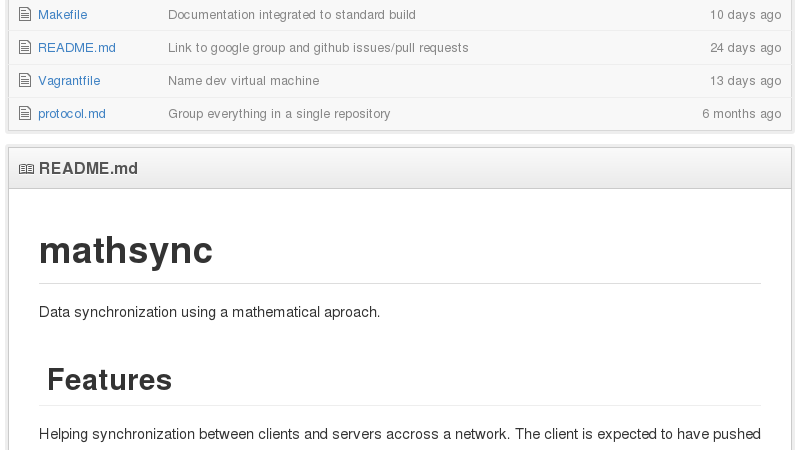 Makefile Documentation integrated to standard build 10 days ago
README.md Link to google group and github issues/pull requests 24 days ago
Vagrantfile Name dev virtual machine 13 days ago
protocol.md Group everything in a single repository 6 months ago
README.md
mathsync
Data synchronization using a mathematical aproach.
Features
Helping synchronization between clients and servers accross a network. The client is expected to have pushed